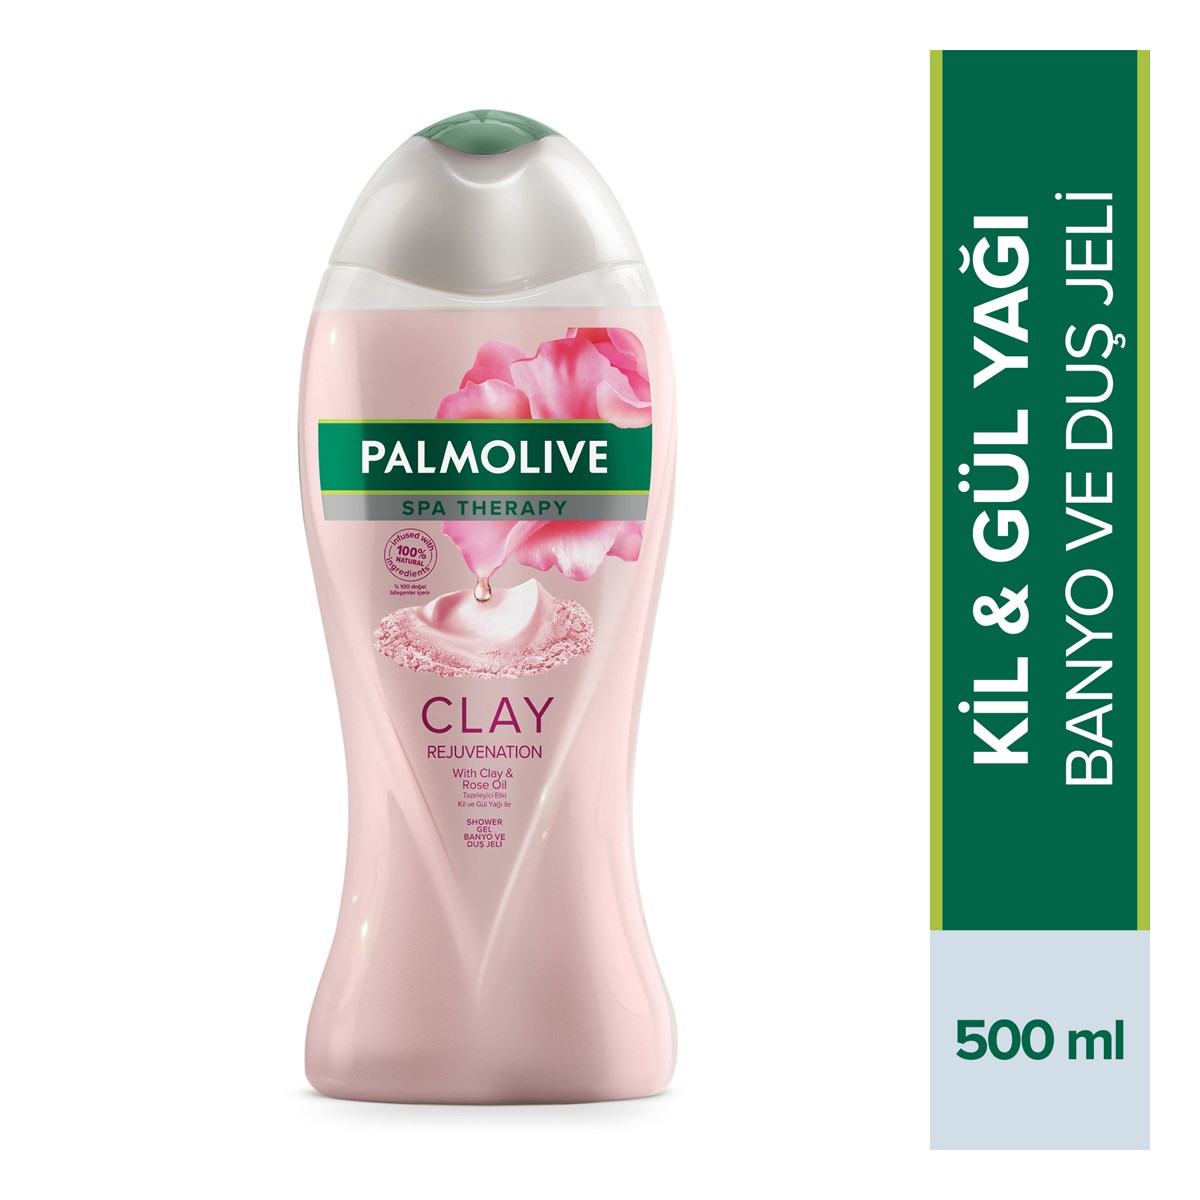 PALMOLIVE
SPA THERAPY
infused with
100%
NATURAL
ingredients*
% 100 doğal
bileşenler içerir
CLAY
REJUVENATION
With Clay &
Rose Oil
Tazeleyici Etki
Kil ve Gül Yağı ile
SHOWER
GEL
BANYO VE
DUŞ JELİ
KİL & GÜL YAĞI
BANYO VE DUŞ JELİ
500 ml